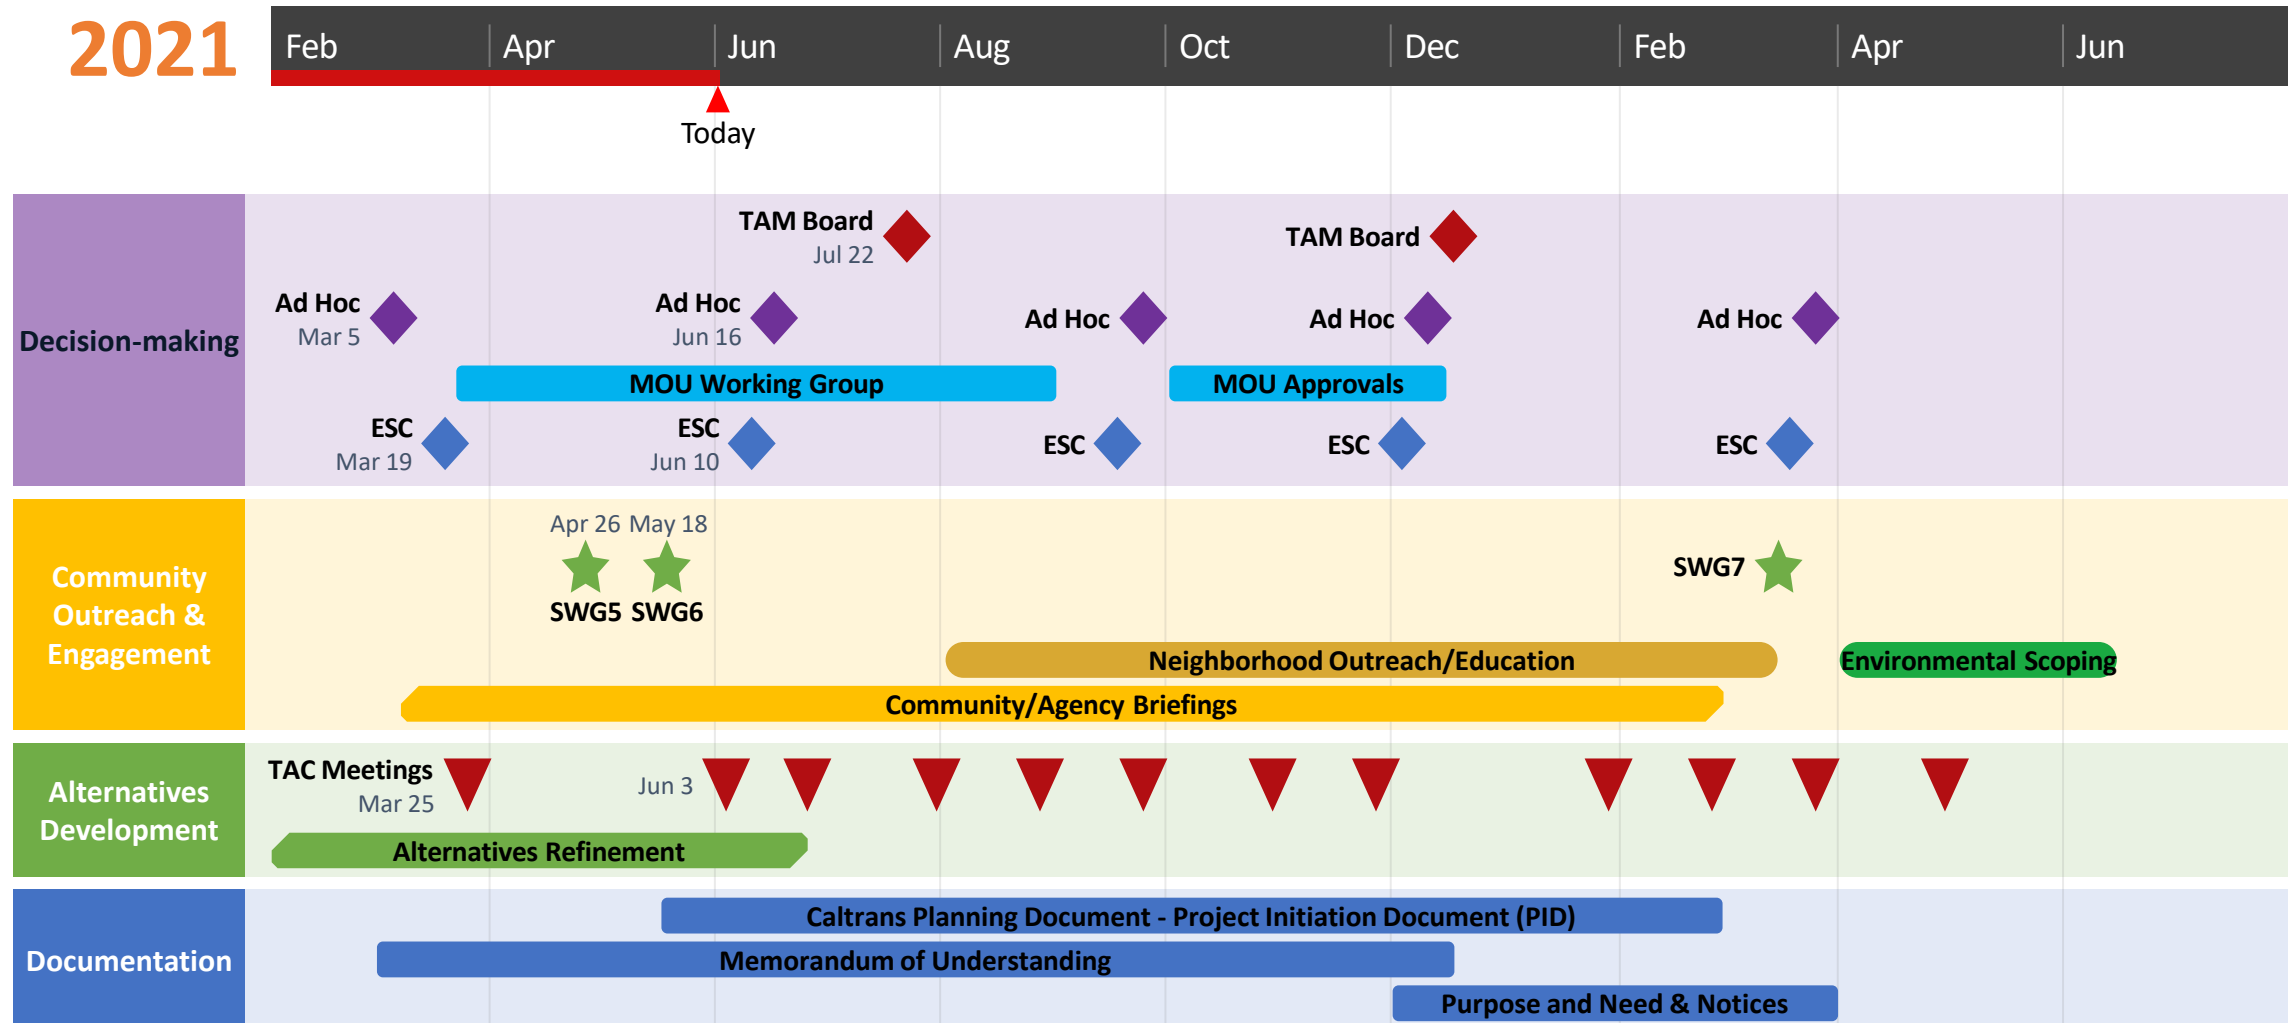 2021
Feb
Apr
Jun
Aug
Oct
Dec
Feb
Apr
Jun
Today
Decision-making
TAM Board
Jul 22
TAM Board
Ad Hoc
Mar 5
Ad Hoc
Jun 16
Ad Hoc
Ad Hoc
Ad Hoc
MOU Working Group
MOU Approvals
ESC
Mar 19
ESC
Jun 10
ESC
ESC
ESC
Community
Outreach &
Engagement
Apr 26
May 18
SWG5
SWG6
SWG7
Neighborhood Outreach/Education
Environmental Scoping
Community/Agency Briefings
Alternatives
Development
TAC Meetings
Mar 25
Jun 3
Alternatives Refinement
Documentation
Caltrans Planning Document - Project Initiation Document (PID)
Memorandum of Understanding
Purpose and Need & Notices